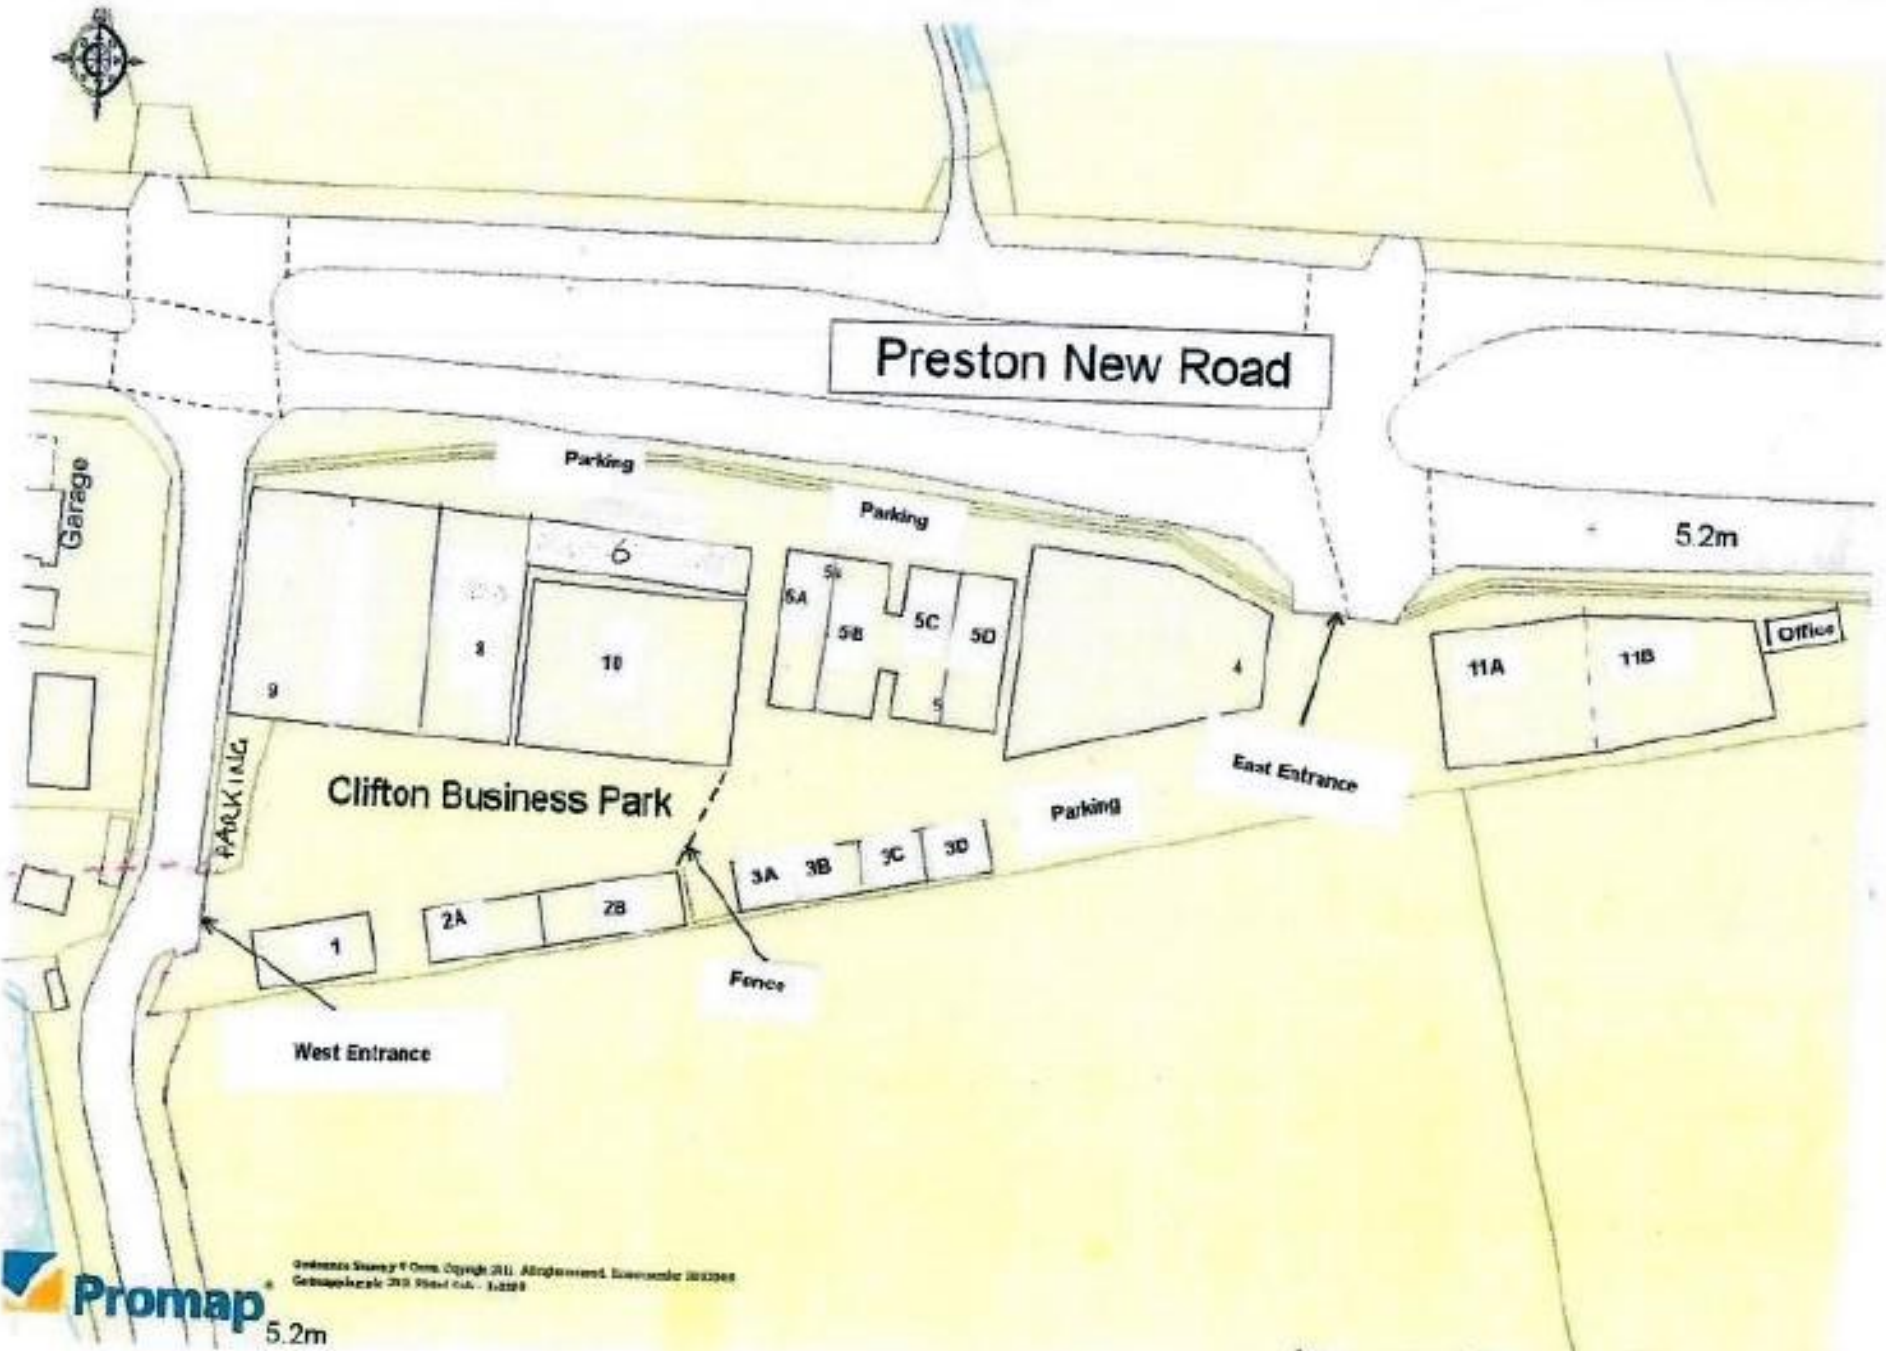 Preston New Road
Parking
Parking
5.2m
Garage
6
5A
5B
5C
5D
5
9
8
10
4
11A
11B
Office
East Entrance
PARKING
Clifton Business Park
Parking
3A
3B
3C
3D
2A
2B
1
Fence
West Entrance
Promap
5.2m